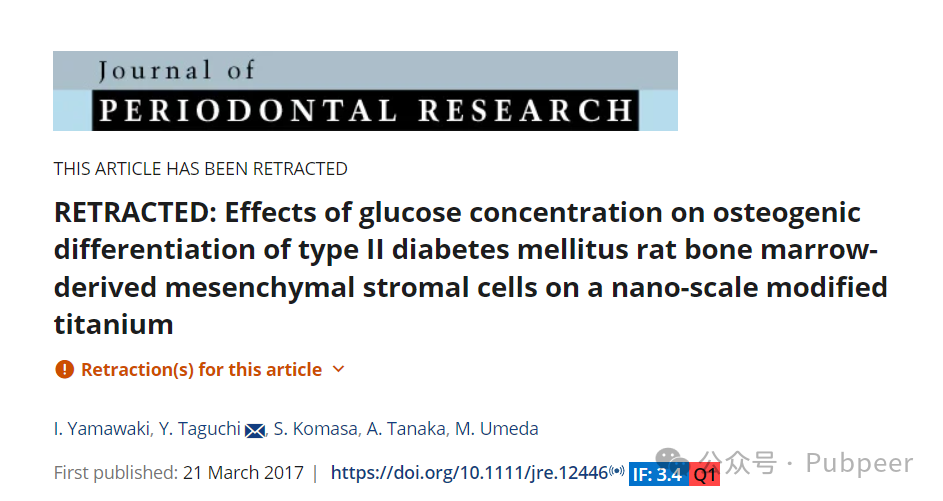 Journal of
PERIODONTAL RESEARCH
THIS ARTICLE HAS BEEN RETRACTED
RETRACTED: Effects of glucose concentration on osteogenic
differentiation of type II diabetes mellitus rat bone marrow-
derived mesenchymal stromal cells on a nano-scale modified
titanium
Retraction(s) for this article
I. Yamawaki, Y. Taguchi, S. Komasa, A. Tanaka, M. Umeda
First published: 21 March 2017 | https://doi.org/10.1111/jre.12446 IF: 3.4 Q1
公众号 · Pubpeer